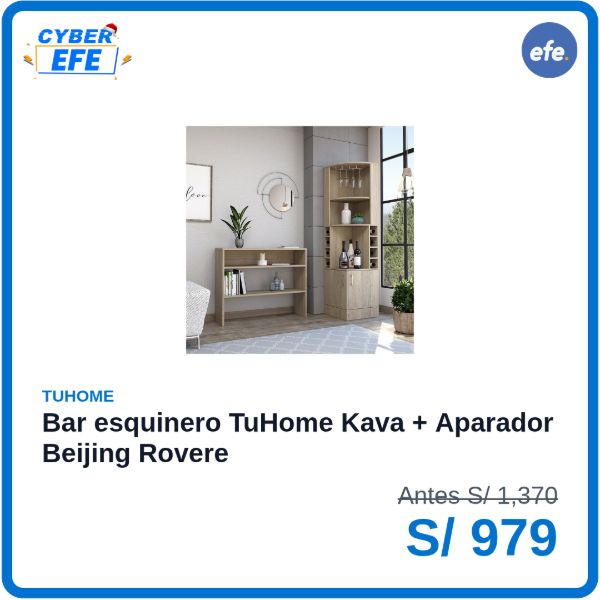 CYBER
EFE
efe.
TUHOME
Bar esquinero TuHome Kava + Aparador
Beijing Rovere
Antes S/ 1,370
S/ 979